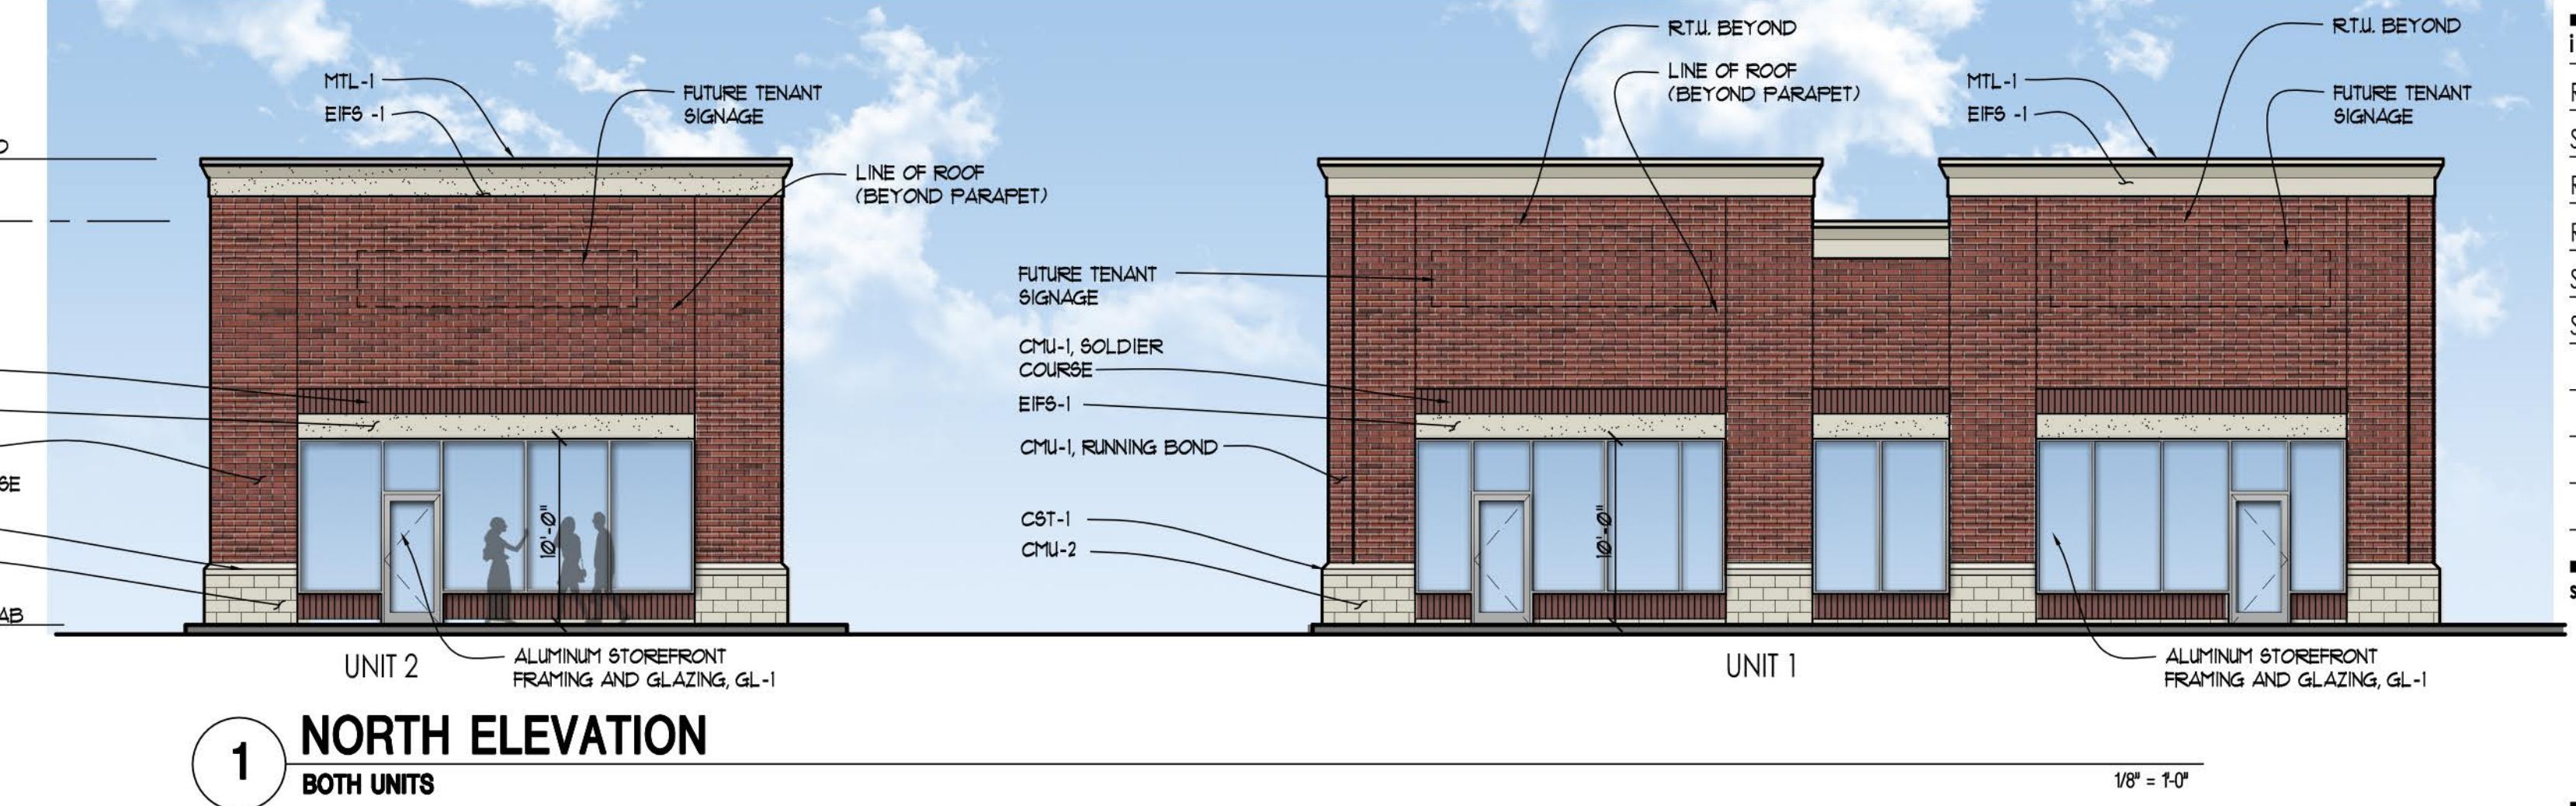 MTL-1
EIFS -1
FUTURE TENANT
SIGNAGE
LINE OF ROOF
(BEYOND PARAPET)
R.T.U. BEYOND
LINE OF ROOF
(BEYOND PARAPET)
MTL-1
EIFS -1
R.T.U. BEYOND
FUTURE TENANT
SIGNAGE
FUTURE TENANT
SIGNAGE
CMU-1, SOLDIER
COURSE
EIFS-1
CMU-1, RUNNING BOND
CST-1
CMU-2
10'-0"
10'-0"
UNIT 2
ALUMINUM STOREFRONT
FRAMING AND GLAZING, GL-1
UNIT 1
ALUMINUM STOREFRONT
FRAMING AND GLAZING, GL-1
1
NORTH ELEVATION
BOTH UNITS
1/8" = 1'-0"